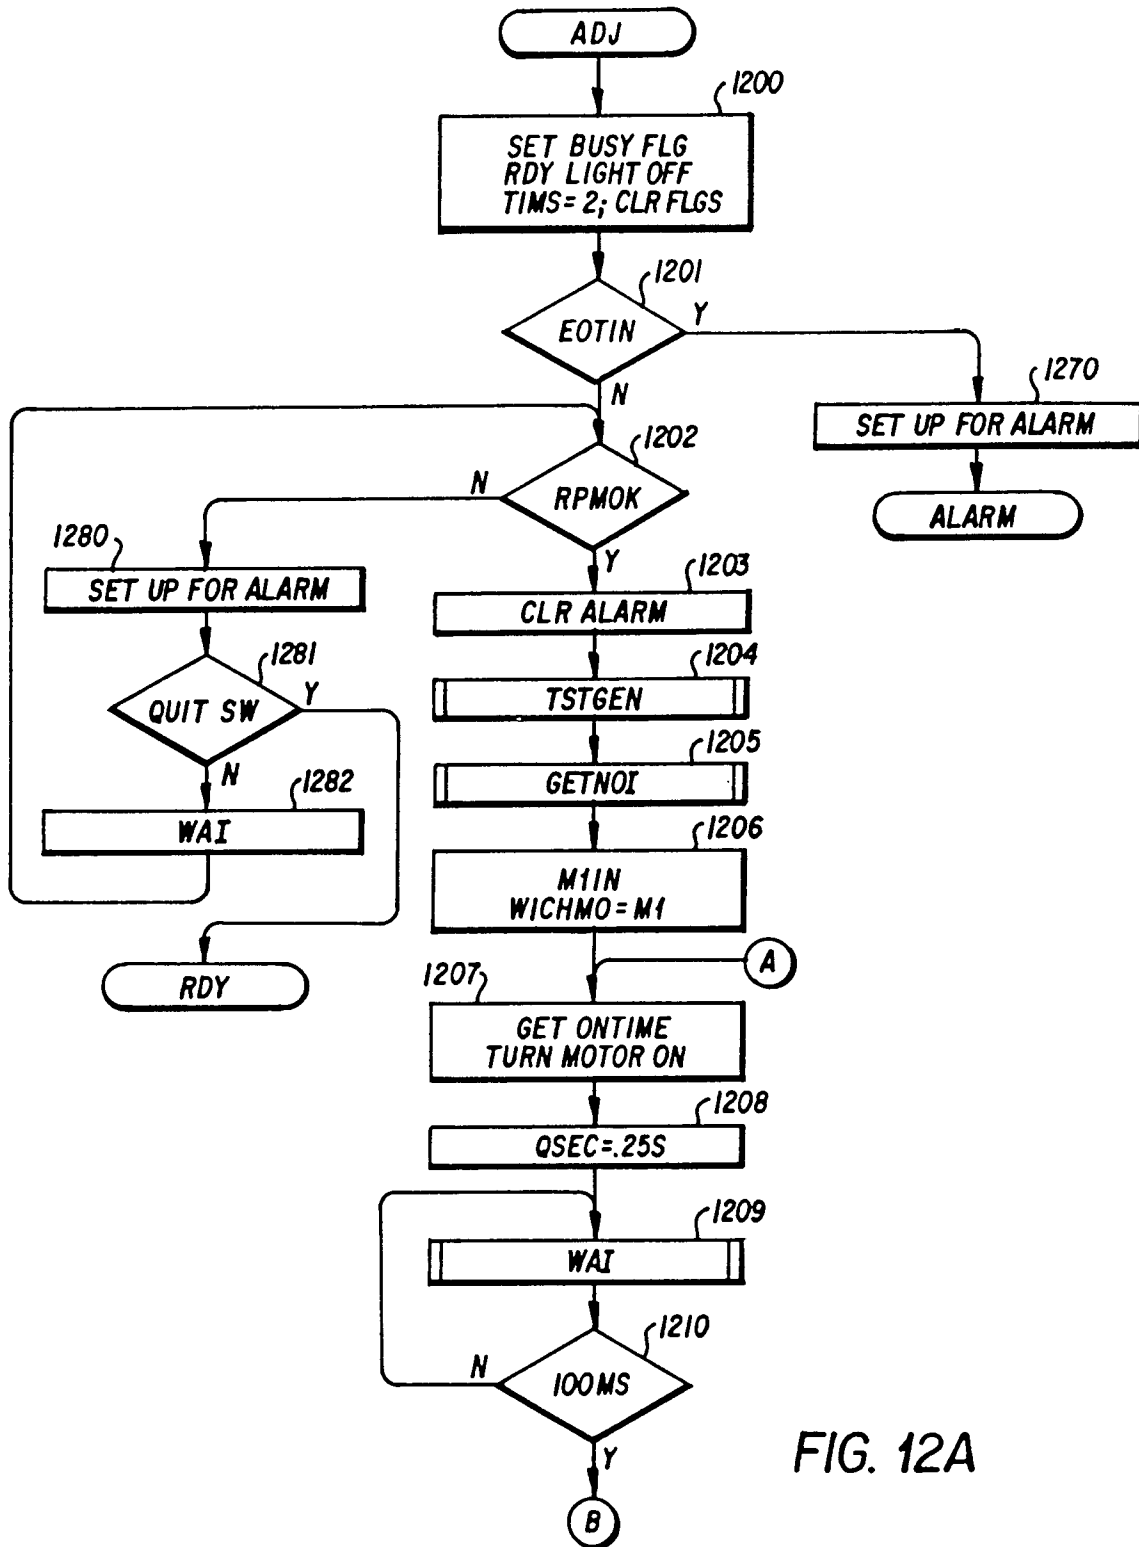 ADJ
1200
SET BUSY FLG
RDY LIGHT OFF
TIMS=2; CLR FLGS
1201
EOTIN
Y
N
1270
SET UP FOR ALARM
ALARM
1202
RPMOK
N
Y
1280
SET UP FOR ALARM
1281
QUIT SW
Y
N
1282
WAI
RDY
1203
CLR ALARM
1204
TSTGEN
1205
GETNOI
1206
M1IN
WICHMO=M1
A
1207
GET ONTIME
TURN MOTOR ON
1208
QSEC=.25S
1209
WAI
1210
100MS
N
Y
B
FIG. 12A